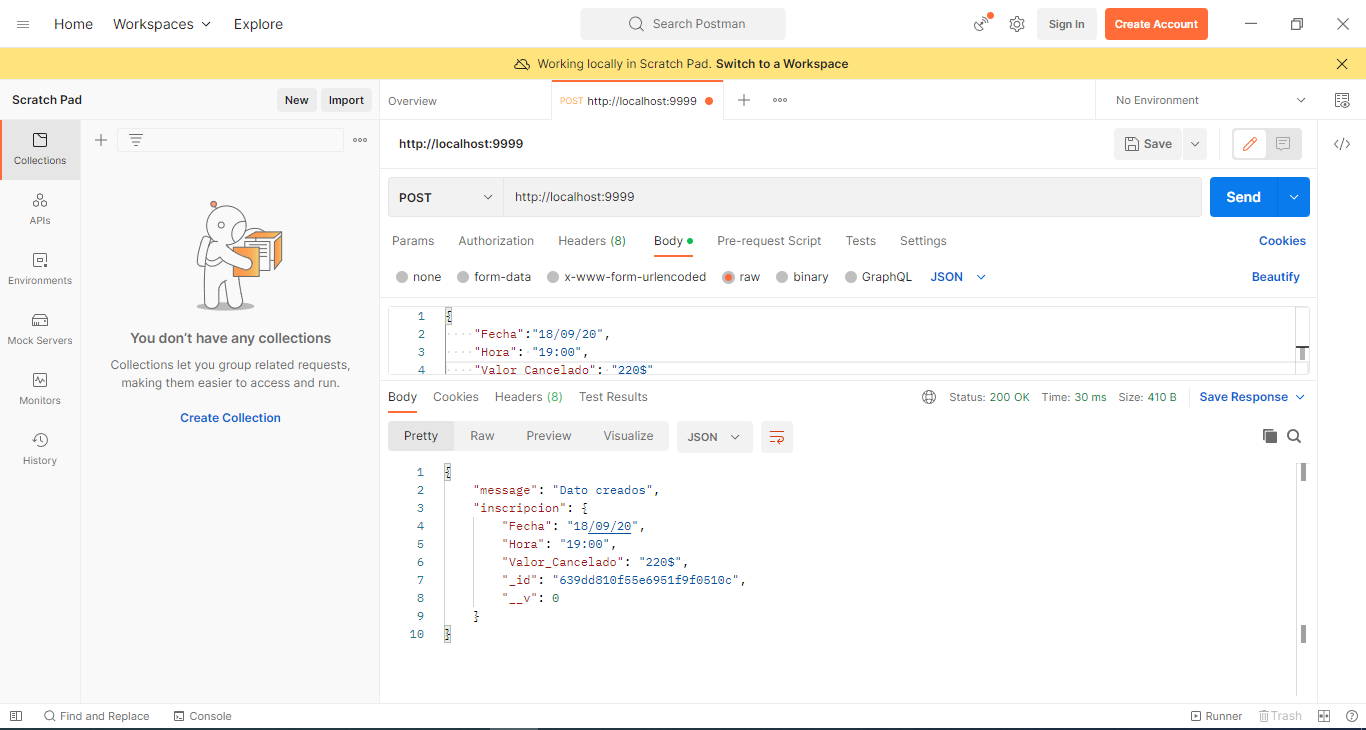 Home Workspaces Explore Search Postman Sign In Create Account
Working locally in Scratch Pad. Switch to a Workspace
Scratch Pad New Import Overview POST http://localhost:9999 No Environment
Collections
APIs
Environments
Mock Servers
Monitors
History
You don't have any collections
Collections let you group related requests,
making them easier to access and run.
Create Collection
http://localhost:9999 Save
POST http://localhost:9999 Send
Params Authorization Headers (8) Body Pre-request Script Tests Settings Cookies
none form-data x-www-form-urlencoded raw binary GraphQL JSON Beautify
1 {
2 "Fecha":"18/09/20",
3 "Hora": "19:00",
4 "Valor_Cancelado": "220$"
Body Cookies Headers (8) Test Results Status: 200 OK Time: 30 ms Size: 410 B Save Response
Pretty Raw Preview Visualize JSON
1 {
2 "message": "Dato creados",
3 "inscripcion": {
4 "Fecha": "18/09/20",
5 "Hora": "19:00",
6 "Valor_Cancelado": "220$",
7 "_id": "639dd810f55e6951f9f0510c",
8 "__v": 0
9 }
10 }
Find and Replace Console Runner Trash